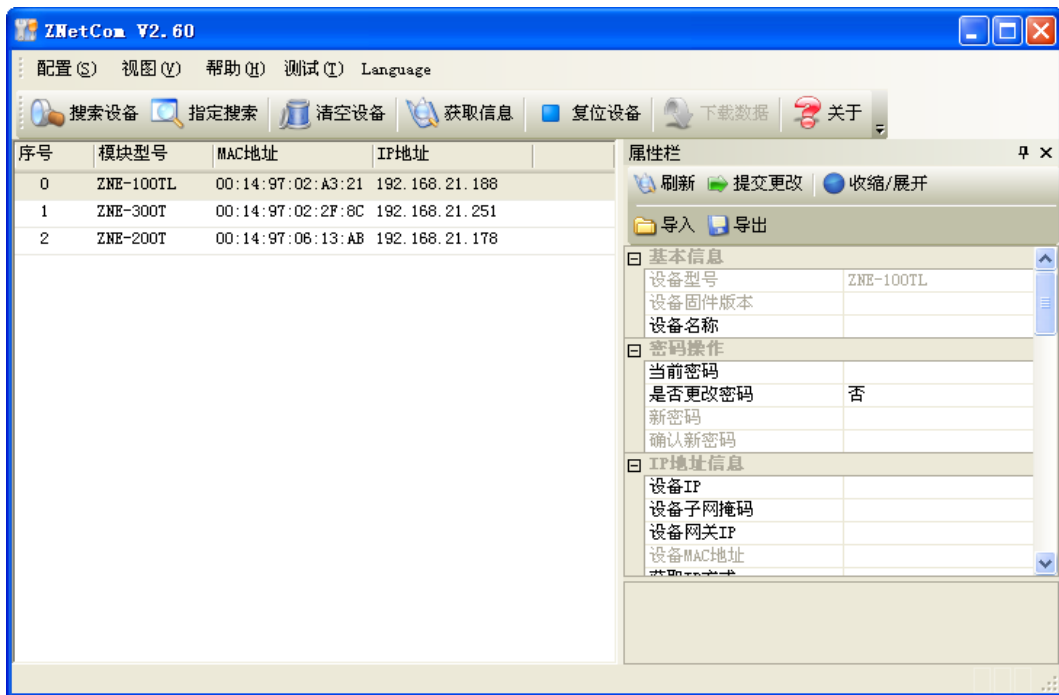 ZNetCom V2.60
配置(S) 视图(V) 帮助(H) 测试(T) Language
搜索设备 指定搜索 清空设备 获取信息 复位设备 下载数据 关于
序号 模块型号 MAC地址 IP地址
0 ZNE-100TL 00:14:97:02:A3:21 192.168.21.188
1 ZNE-300T 00:14:97:02:2F:8C 192.168.21.251
2 ZNE-200T 00:14:97:06:13:AB 192.168.21.178
属性栏
刷新 提交更改 收缩/展开
导入 导出
基本信息
设备型号 ZNE-100TL
设备固件版本
设备名称
密码操作
当前密码
是否更改密码 否
新密码
确认新密码
IP地址信息
设备IP
设备子网掩码
设备网关IP
设备MAC地址